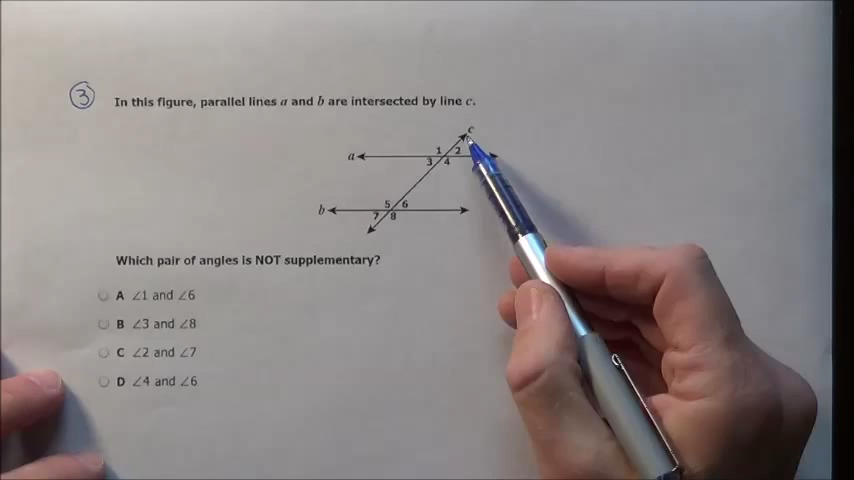 3
In this figure, parallel lines a and b are intersected by line c.
c
a 1 2
3 4
b 5 6
7 8
Which pair of angles is NOT supplementary?
A ∠1 and ∠6
B ∠3 and ∠8
C ∠2 and ∠7
D ∠4 and ∠6